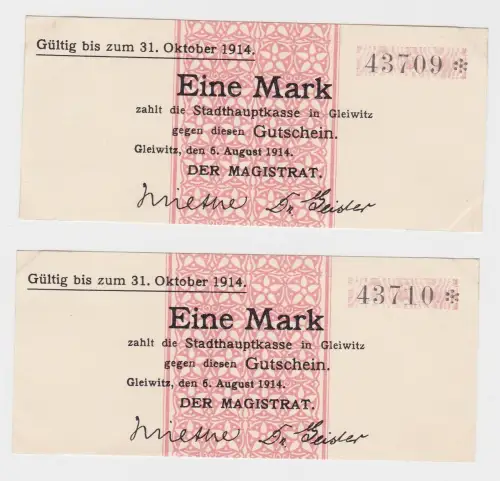 Gültig bis zum 31. Oktober 1914.
43709 ✻
Eine Mark
zahlt die Stadthauptkasse in Gleiwitz
gegen diesen Gutschein.
Gleiwitz, den 6. August 1914.
DER MAGISTRAT.
Miethe Dr. Geisler
Gültig bis zum 31. Oktober 1914.
43710 ✻
Eine Mark
zahlt die Stadthauptkasse in Gleiwitz
gegen diesen Gutschein.
Gleiwitz, den 6. August 1914.
DER MAGISTRAT.
Miethe Dr. Geisler